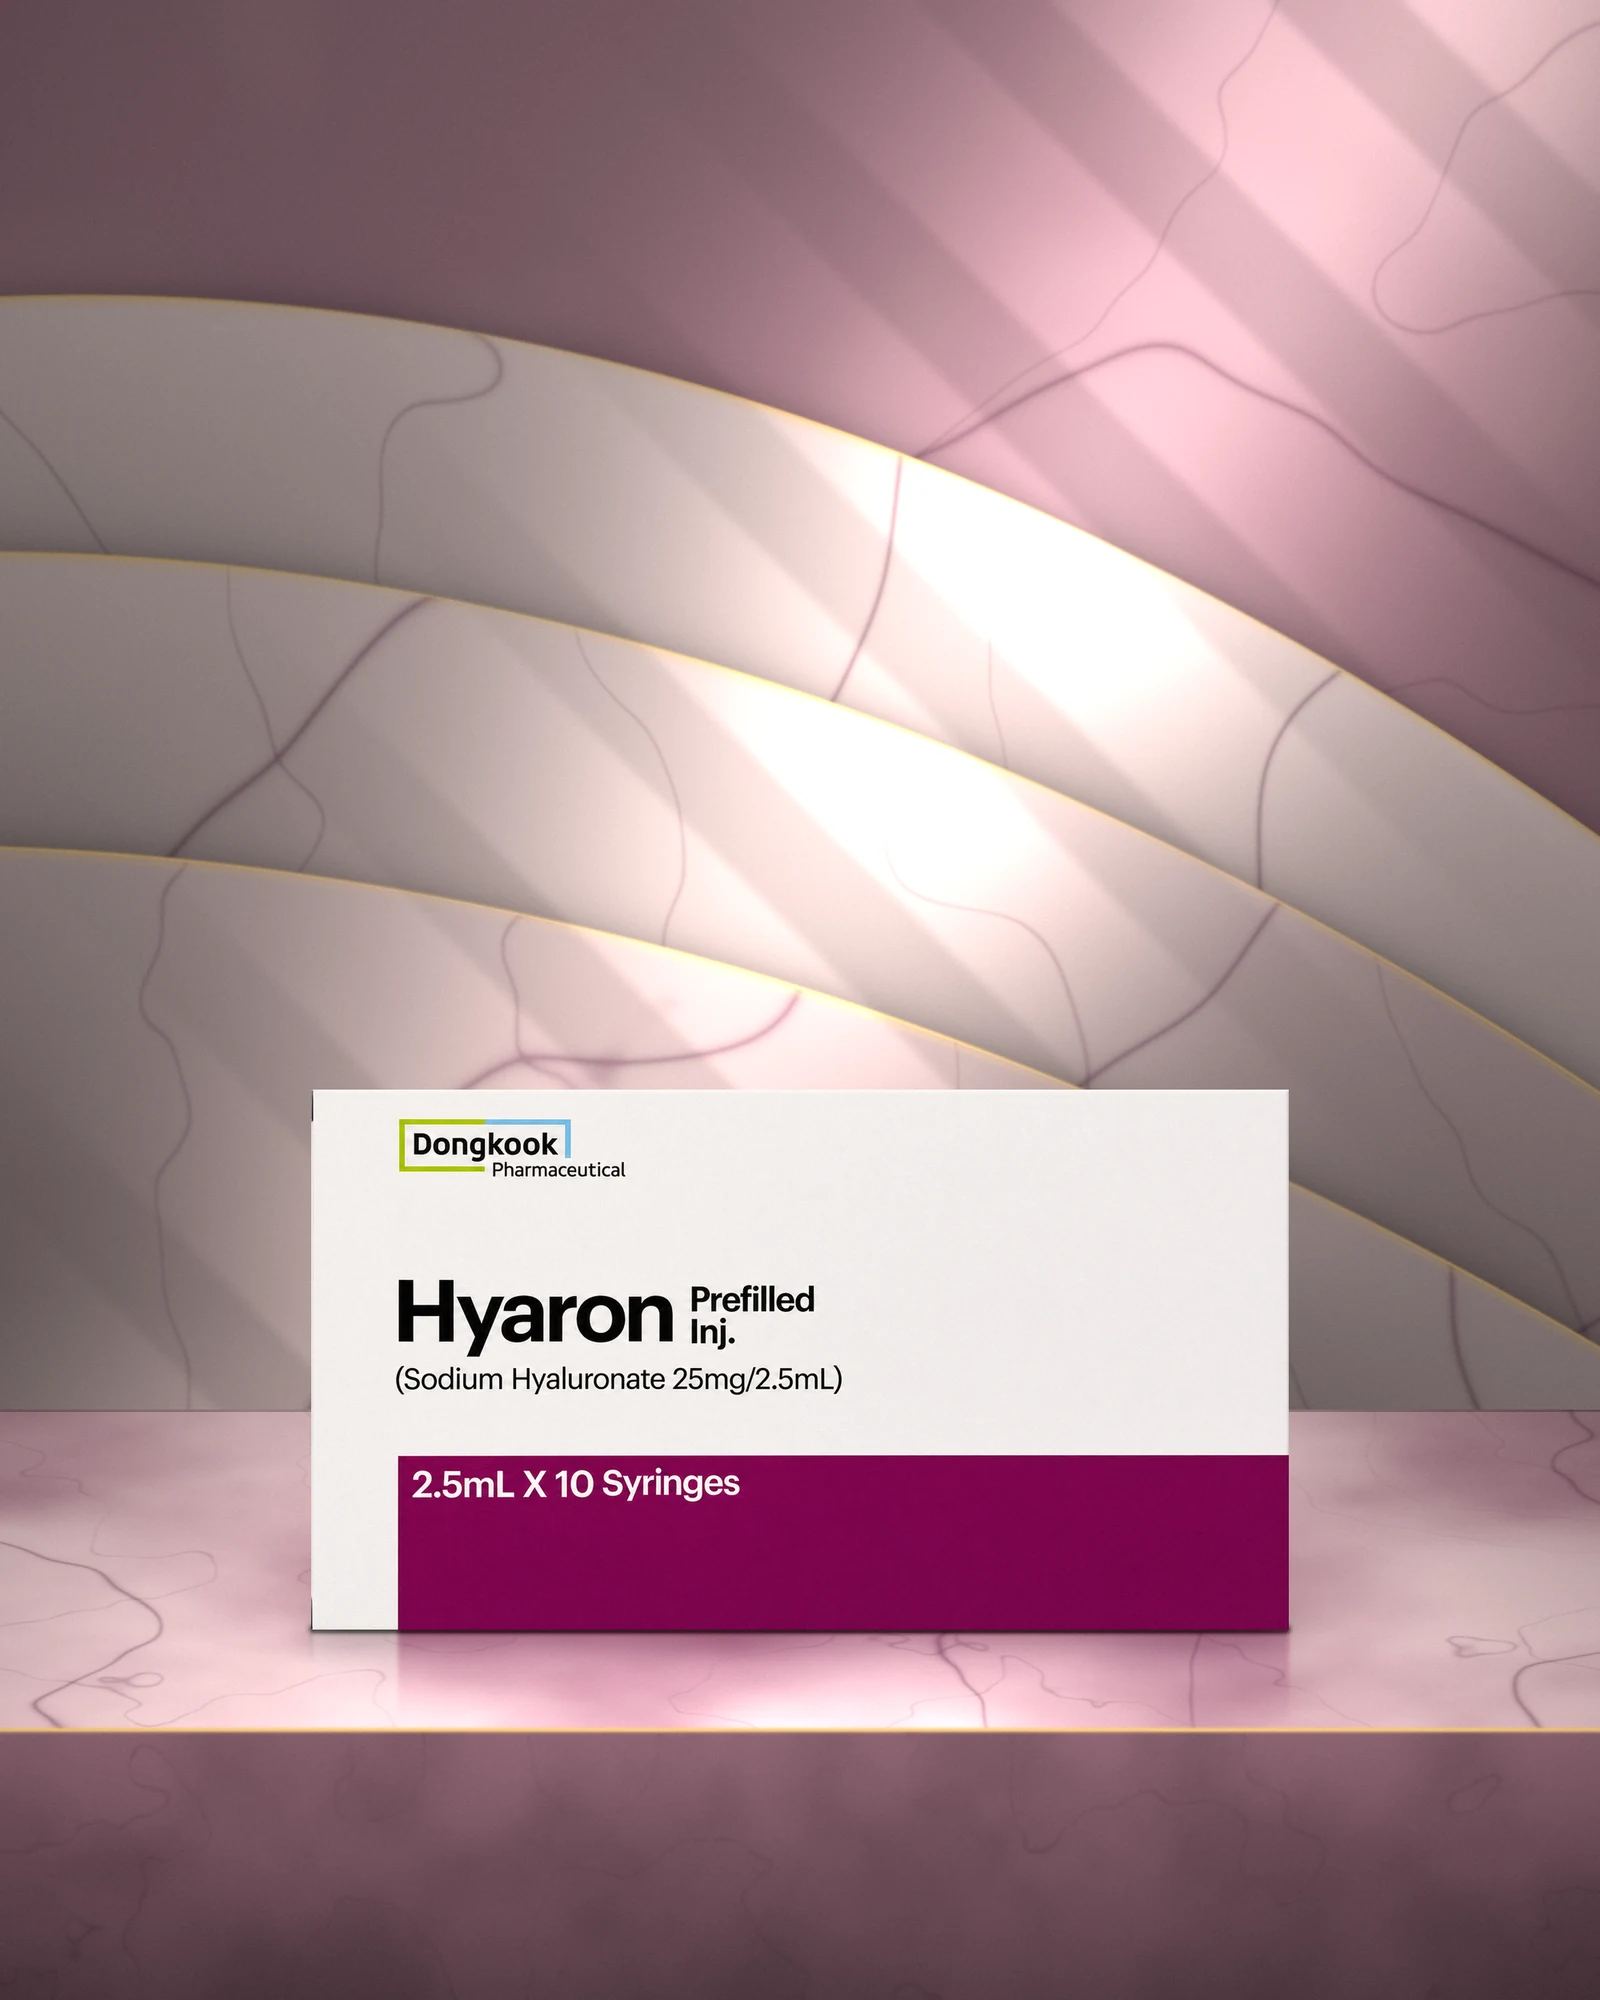 Dongkook
Pharmaceutical
Hyaron Prefilled
Inj.
(Sodium Hyaluronate 25mg/2.5mL)
2.5mL X 10 Syringes